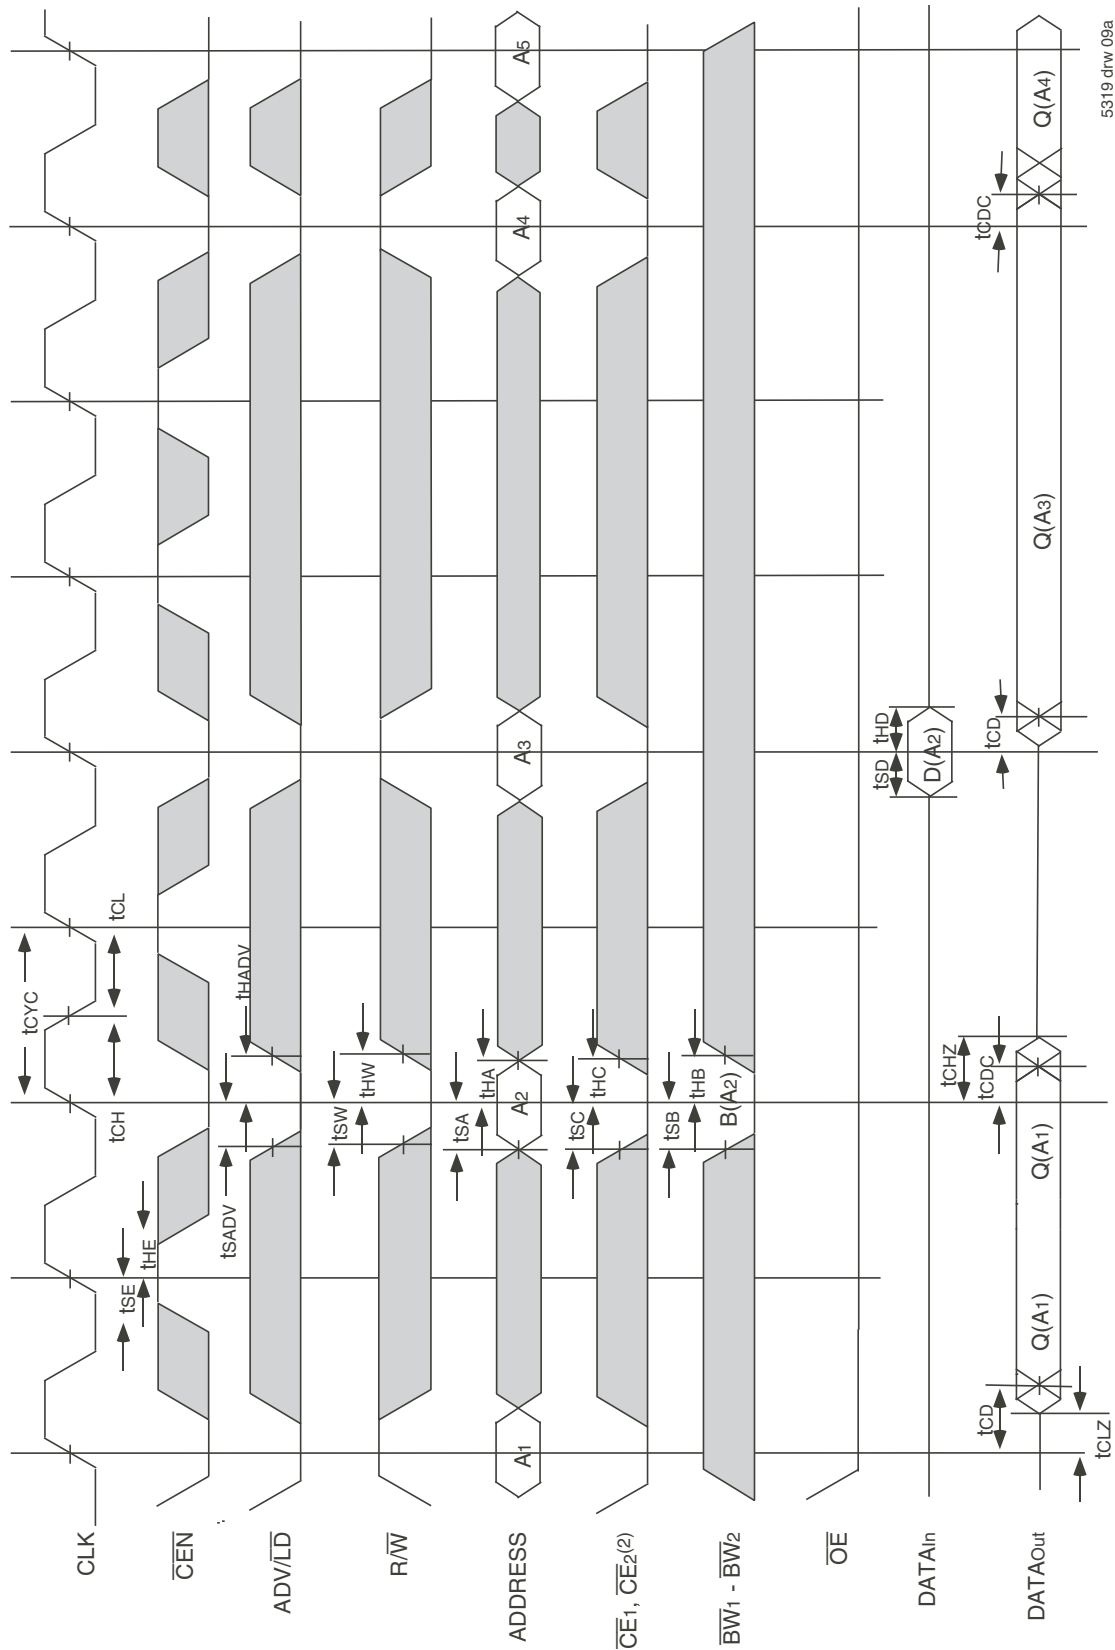 CLK
tCYC
tCH
tCL
CEN
tSE
tHE
ADV/LD
tSADV
tHADV
R/W
tSW
tHW
ADDRESS
A1
tSA
tHA
A2
A3
A4
A5
CE1, CE2(2)
tSC
tHC
BW1 - BW2
tSB
tHB
B(A2)
OE
DATAIn
tSD
tHD
D(A2)
DATAOut
tCLZ
tCD
Q(A1)
Q(A1)
tCHZ
tCDC
tCD
Q(A3)
tCDC
Q(A4)
5319 drw 09a